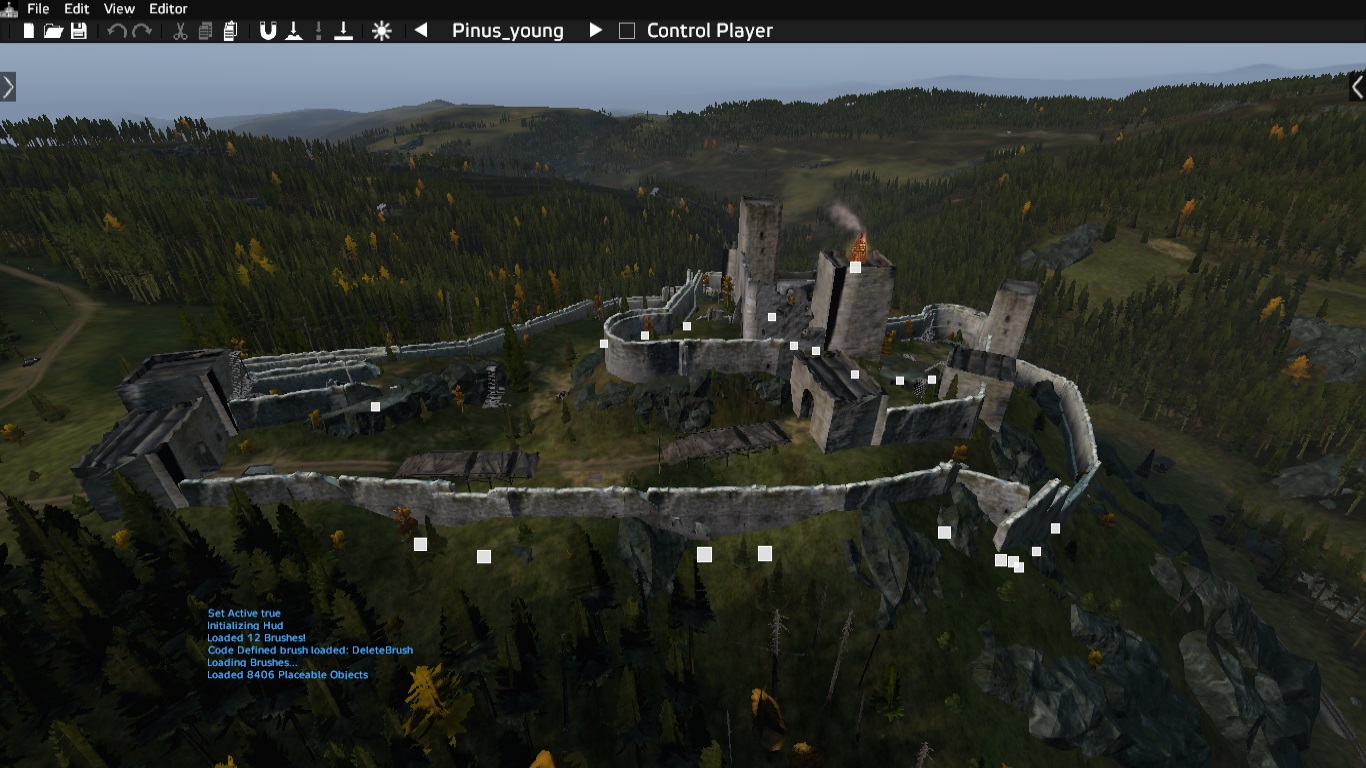 File Edit View Editor
Pinus_young Control Player
Set Active true
Initializing Hud
Loaded 12 Brushes!
Code Defined brush loaded: DeleteBrush
Loading Brushes...
Loaded 8406 Placeable Objects